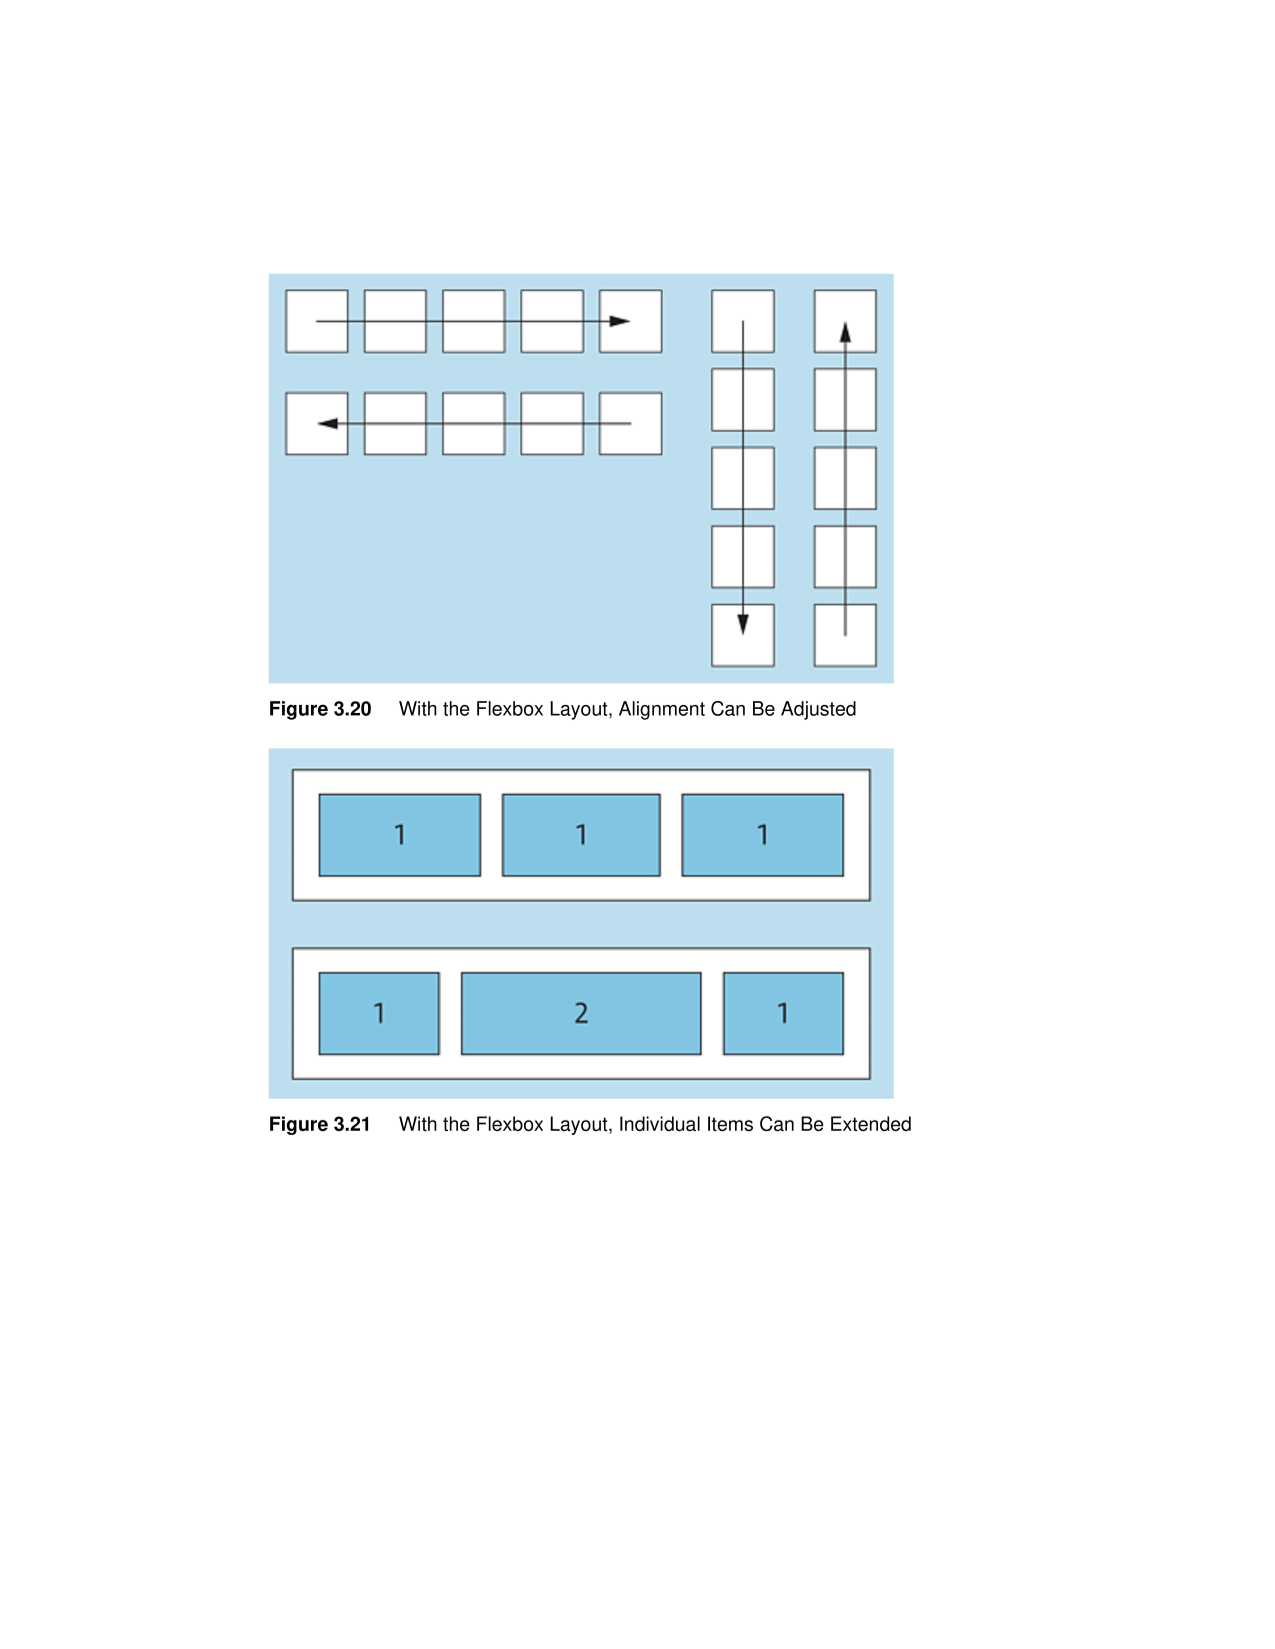 Figure 3.20 With the Flexbox Layout, Alignment Can Be Adjusted
1 1 1
1 2 1
Figure 3.21 With the Flexbox Layout, Individual Items Can Be Extended